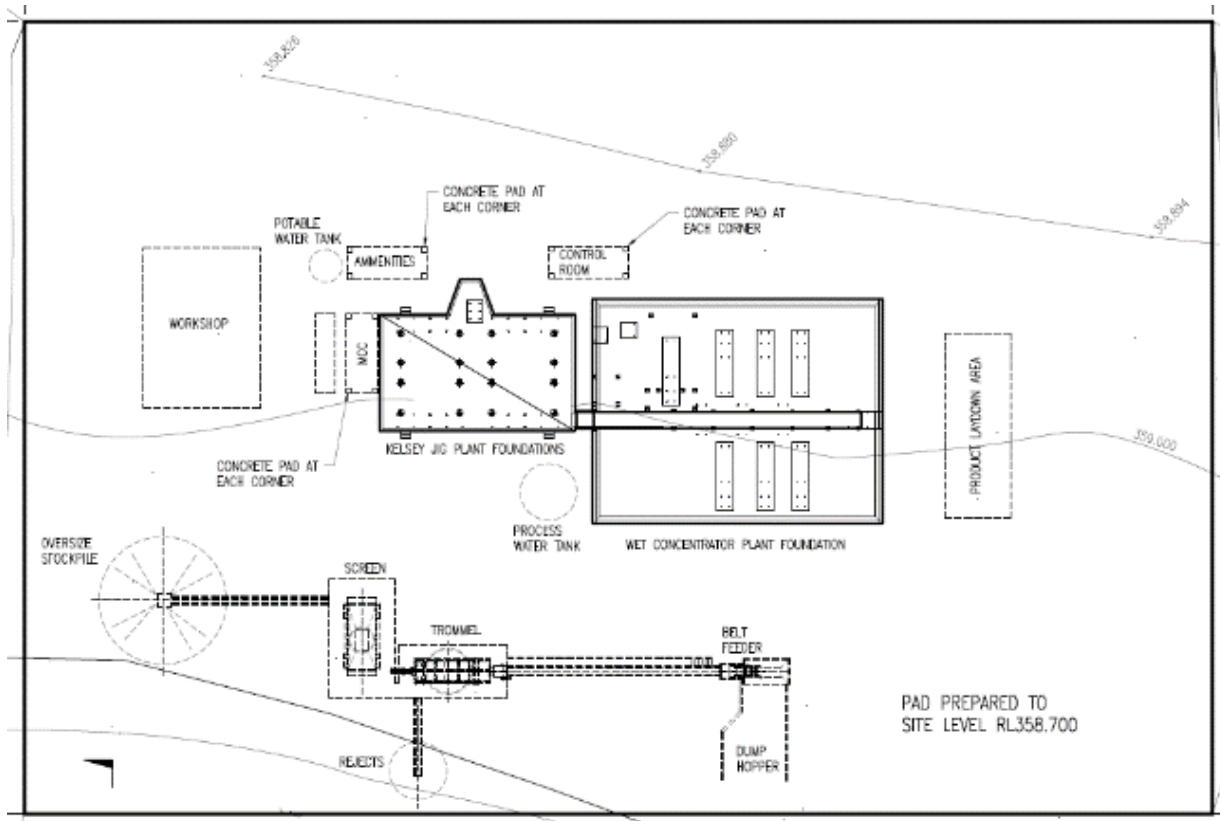 358.826
358.880
358.894
CONCRETE PAD AT
EACH CORNER
POTABLE
WATER TANK
CONCRETE PAD AT
EACH CORNER
AMMENITIES
CONTROL
ROOM
WORKSHOP
MCC
PRODUCT LAYDOWN AREA
359.000
KELSEY JIG PLANT FOUNDATIONS
CONCRETE PAD AT
EACH CORNER
PROCESS
WATER TANK
WET CONCENTRATOR PLANT FOUNDATION
OVERSIZE
STOCKPILE
SCREEN
TROMMEL
BELT
FEEDER
PAD PREPARED TO
SITE LEVEL RL358.700
REJECTS
DUMP
HOPPER